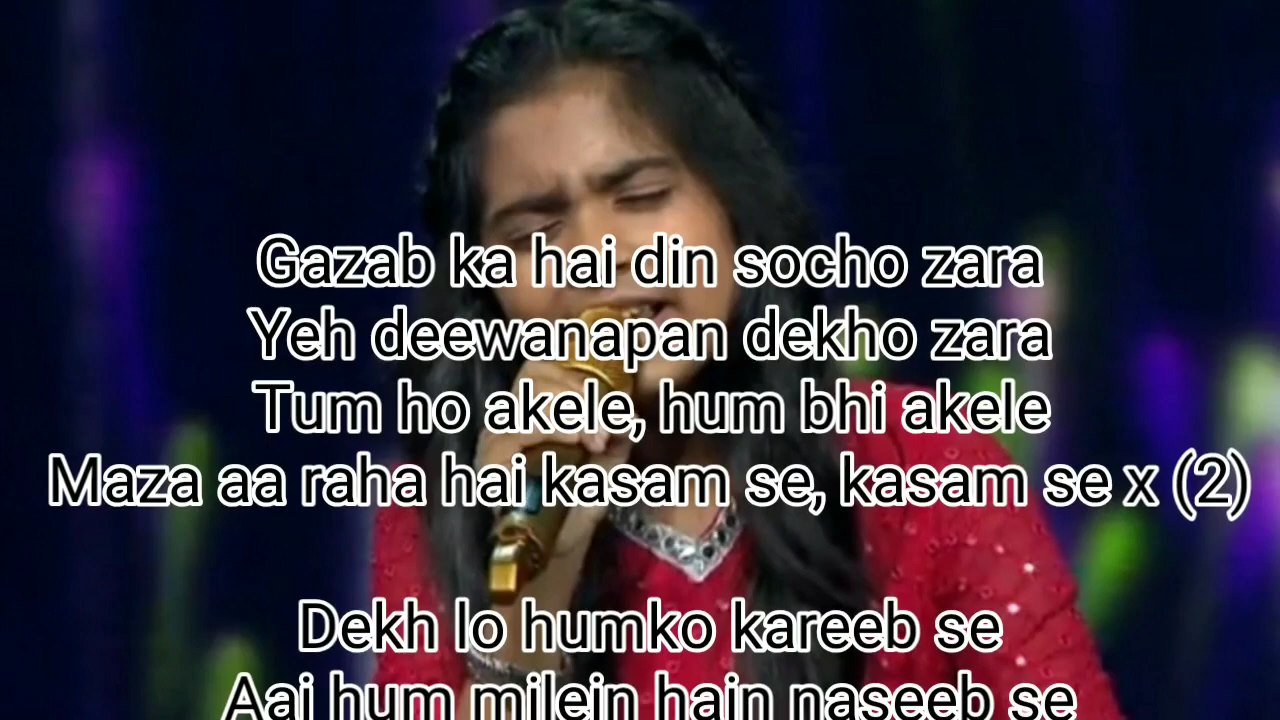 Gazab ka hai din socho zara
Yeh deewanapan dekho zara
Tum ho akele, hum bhi akele
Maza aa raha hai kasam se, kasam se x (2)
Dekh lo humko kareeb se
Aaj hum milein hain naseeb se